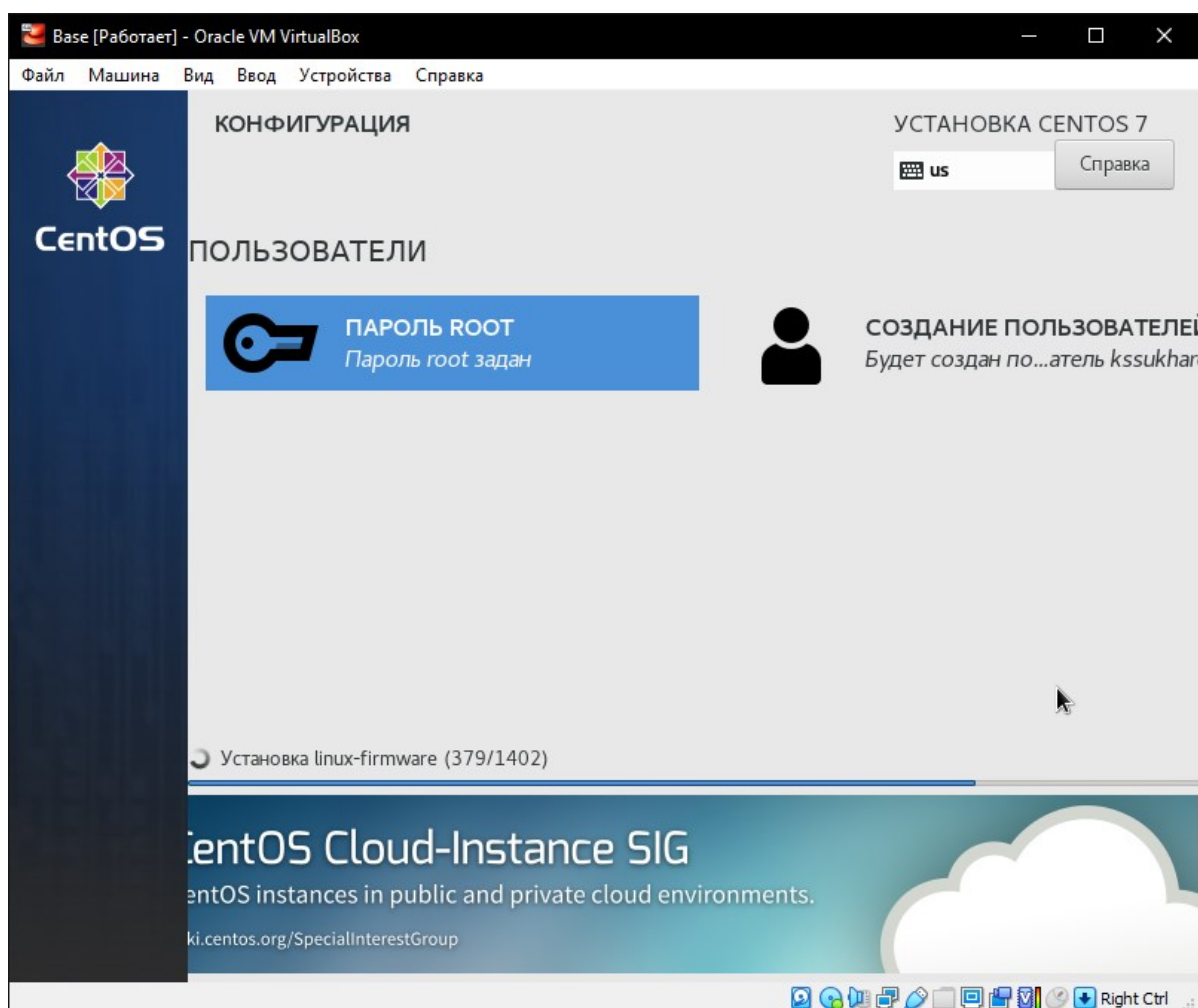 Base [Работает] - Oracle VM VirtualBox
Файл Машина Вид Ввод Устройства Справка
КОНФИГУРАЦИЯ
УСТАНОВКА CENTOS 7
us
Справка
CentOS
ПОЛЬЗОВАТЕЛИ
ПАРОЛЬ ROOT
Пароль root задан
СОЗДАНИЕ ПОЛЬЗОВАТЕЛЕЙ
Будет создан по...атель kssukhar
Установка linux-firmware (379/1402)
CentOS Cloud-Instance SIG
entOS instances in public and private cloud environments.
ki.centos.org/SpecialInterestGroup
Right Ctrl